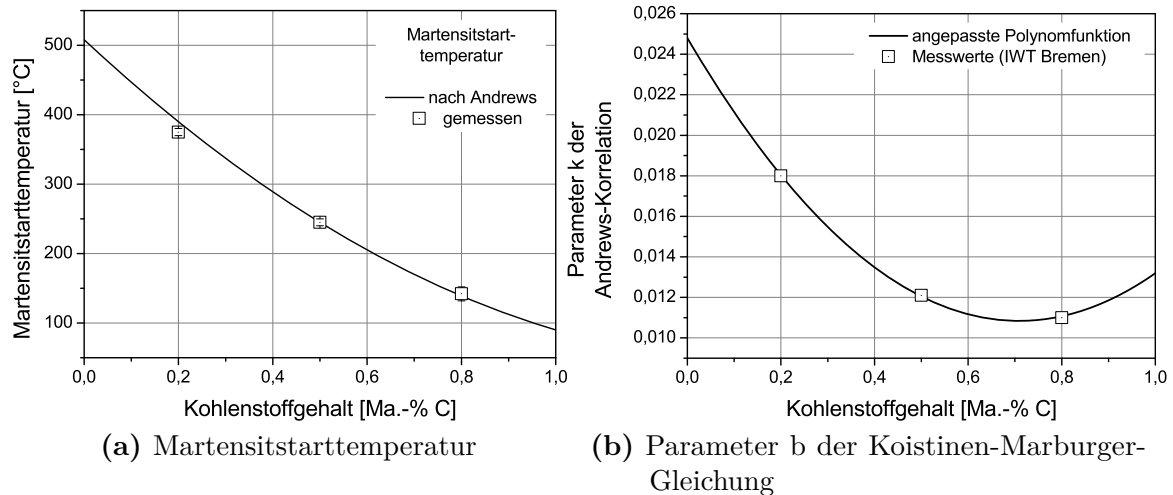 Martensitstarttemperatur [°C]
500
400
300
200
100
0,0
0,2
0,4
0,6
0,8
1,0
Martensitstart-
temperatur
nach Andrews
gemessen
Kohlenstoffgehalt [Ma.-% C]
(a) Martensitstarttemperatur
Parameter k der
Andrews-Korrelation
0,026
0,024
0,022
0,020
0,018
0,016
0,014
0,012
0,010
0,0
0,2
0,4
0,6
0,8
1,0
angepasste Polynomfunktion
Messwerte (IWT Bremen)
Kohlenstoffgehalt [Ma.-% C]
(b) Parameter b der Koistinen-Marburger-
Gleichung